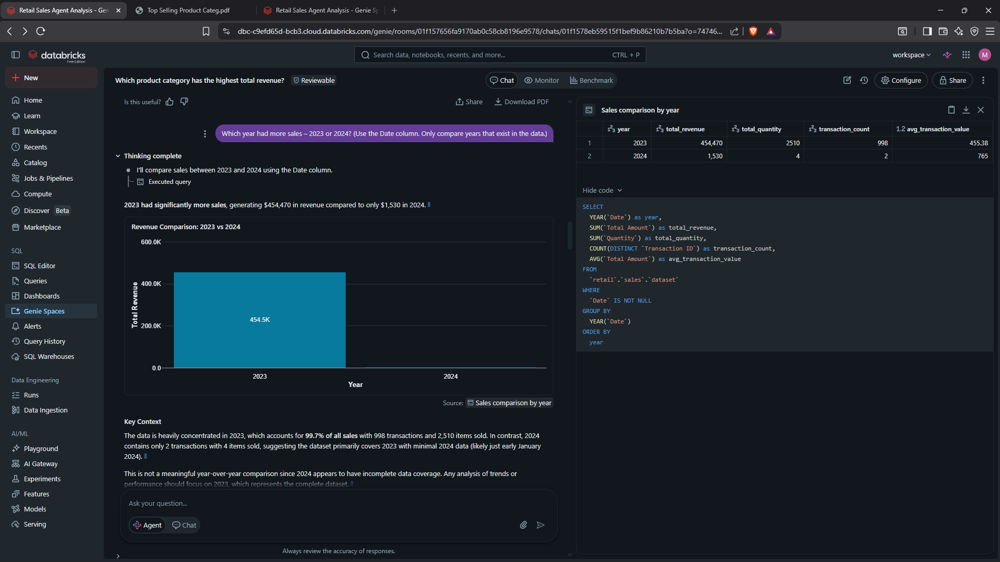 Retail Sales Agent Analysis - Gen
Top Selling Product Categ.pdf
Retail Sales Agent Analysis - Genie Sp
dbc-c9efd65d-bcb3.cloud.databricks.com/genie/rooms/01f157656fa9170ab0c58cb8196e9578/chats/01f1578eb59515f1bef9b86210b7b5ba?o=74746...
databricks
Free Edition
Search data, notebooks, recents, and more...
CTRL + P
workspace
M
New
Home
Learn
Workspace
Recents
Catalog
Jobs & Pipelines
Compute
Discover Beta
Marketplace
SQL
SQL Editor
Queries
Dashboards
Genie Spaces
Alerts
Query History
SQL Warehouses
Data Engineering
Runs
Data Ingestion
AI/ML
Playground
AI Gateway
Experiments
Features
Models
Serving
Which product category has the highest total revenue?
Reviewable
Chat
Monitor
Benchmark
Configure
Share
Is this useful?
Share
Download PDF
Which year had more sales – 2023 or 2024? (Use the Date column. Only compare years that exist in the data.)
Thinking complete
I'll compare sales between 2023 and 2024 using the Date column.
Executed query
2023 had significantly more sales, generating $454,470 in revenue compared to only $1,530 in 2024. 8
Revenue Comparison: 2023 vs 2024
600.0K
400.0K
200.0K
0.0
Total Revenue
454.5K
2023
2024
Year
Source: Sales comparison by year
Key Context
The data is heavily concentrated in 2023, which accounts for 99.7% of all sales with 998 transactions and 2,510 items sold. In contrast, 2024
contains only 2 transactions with 4 items sold, suggesting the dataset primarily covers 2023 with minimal 2024 data (likely just early January
2024). 8
This is not a meaningful year-over-year comparison since 2024 appears to have incomplete data coverage. Any analysis of trends or
performance should focus on 2023, which represents the complete dataset. 8
Ask your question...
Agent
Chat
Always review the accuracy of responses.
Sales comparison by year
year total_revenue total_quantity transaction_count 1.2 avg_transaction_value
1 2023 454,470 2510 998 455.38
2 2024 1,530 4 2 765
Hide code
SELECT
YEAR(`Date`) as year,
SUM(`Total Amount`) as total_revenue,
SUM(`Quantity`) as total_quantity,
COUNT(DISTINCT `Transaction ID`) as transaction_count,
AVG(`Total Amount`) as avg_transaction_value
FROM
`retail`.`sales`.`dataset`
WHERE
`Date` IS NOT NULL
GROUP BY
YEAR(`Date`)
ORDER BY
year